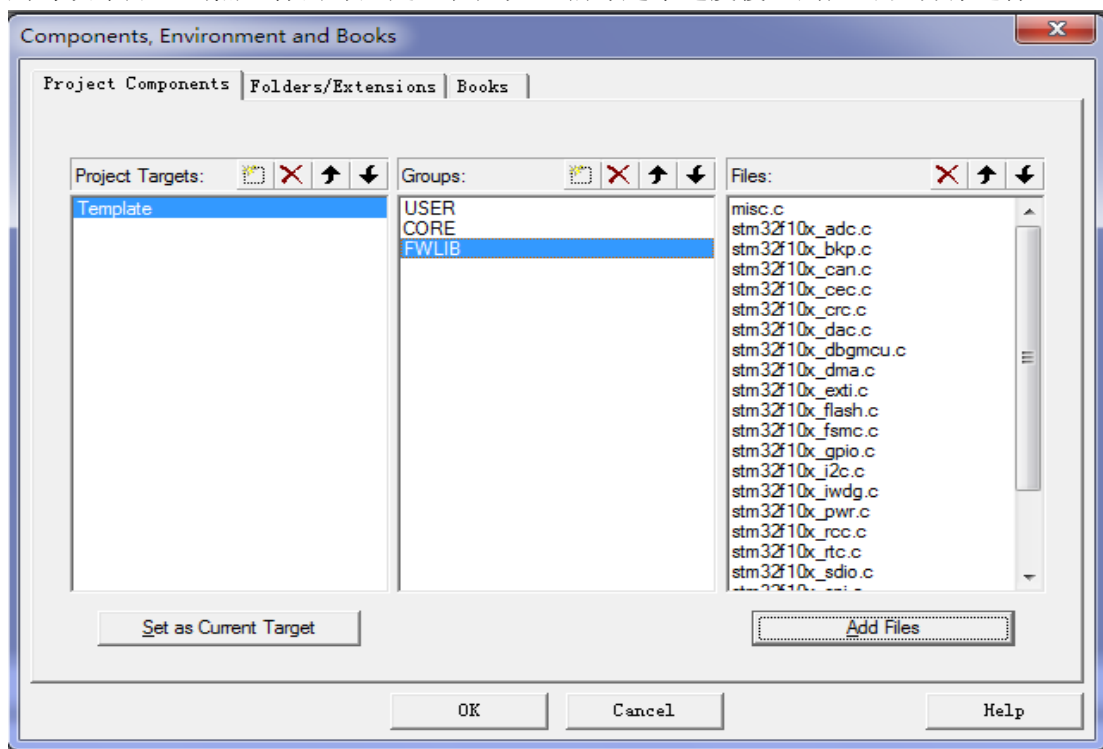 Components, Environment and Books
Project Components
Folders/Extensions
Books
Project Targets:
Groups:
Files:
Template
USER
CORE
FWLIB
misc.c
stm32f10x_adc.c
stm32f10x_bkp.c
stm32f10x_can.c
stm32f10x_cec.c
stm32f10x_crc.c
stm32f10x_dac.c
stm32f10x_dbgmcu.c
stm32f10x_dma.c
stm32f10x_exti.c
stm32f10x_flash.c
stm32f10x_fsmc.c
stm32f10x_gpio.c
stm32f10x_i2c.c
stm32f10x_iwdg.c
stm32f10x_pwr.c
stm32f10x_rcc.c
stm32f10x_rtc.c
stm32f10x_sdio.c
Set as Current Target
Add Files
OK
Cancel
Help